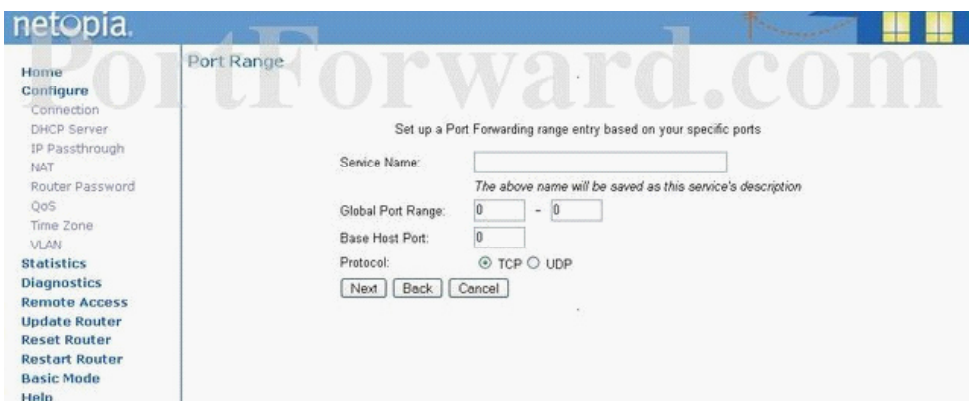 netopia.
PortForward.com
Home
Configure
Connection
DHCP Server
IP Passthrough
NAT
Router Password
QoS
Time Zone
VLAN
Statistics
Diagnostics
Remote Access
Update Router
Reset Router
Restart Router
Basic Mode
Help
Port Range
Set up a Port Forwarding range entry based on your specific ports
Service Name:
The above name will be saved as this service's description
Global Port Range: 0 - 0
Base Host Port: 0
Protocol: TCP UDP
Next Back Cancel